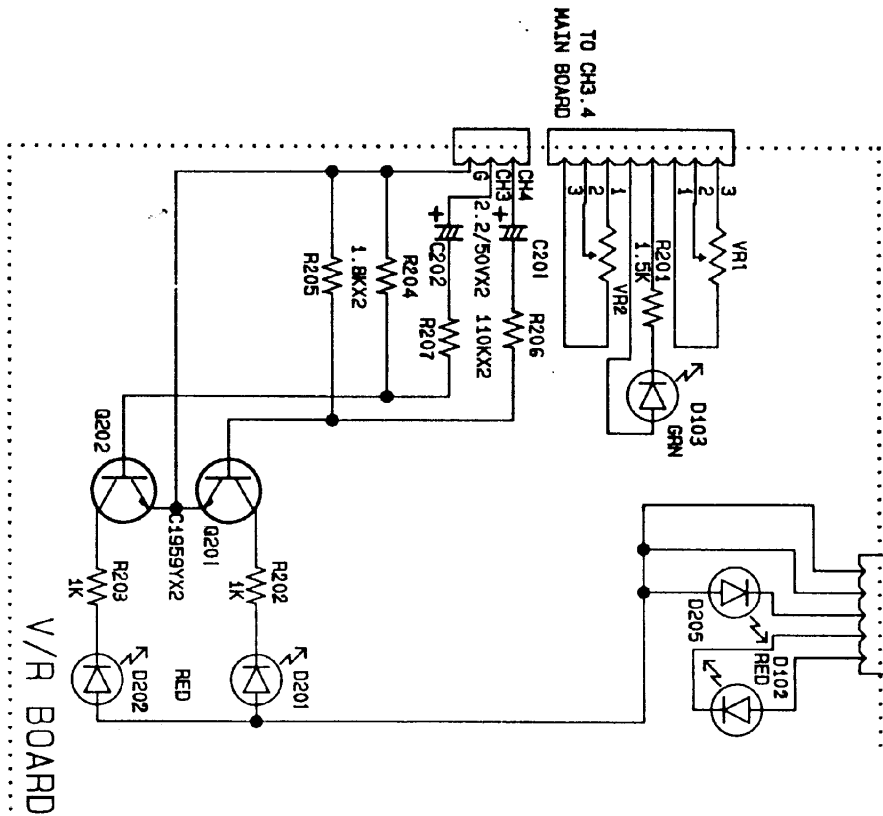 TO CH3.4
MAIN BOARD
G
CH3
CH4
3
2
1
1
2
3
VR1
R201
1.5K
VR2
C201
2.2/50VX2
C202
R206
110KX2
R207
R204
1.8KX2
R205
D103
GRN
Q202
Q201
C1959YX2
R203
1K
R202
1K
D205
RED
D102
D202
RED
D201
V/R BOARD